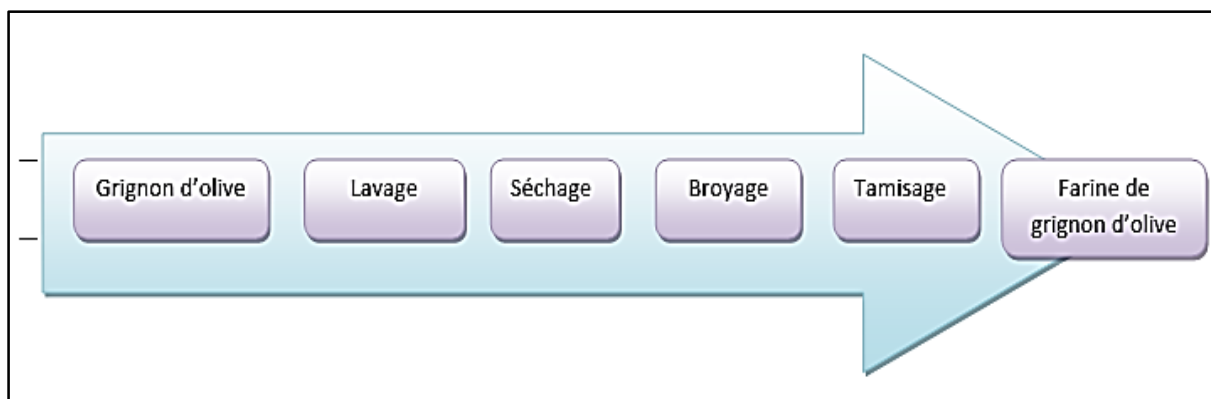 Grignon d'olive
Lavage
Séchage
Broyage
Tamisage
Farine de
grignon d'olive